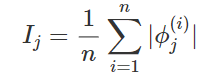 I_j = \frac{1}{n} \sum_{i=1}^{n} |\phi_j^{(i)}|